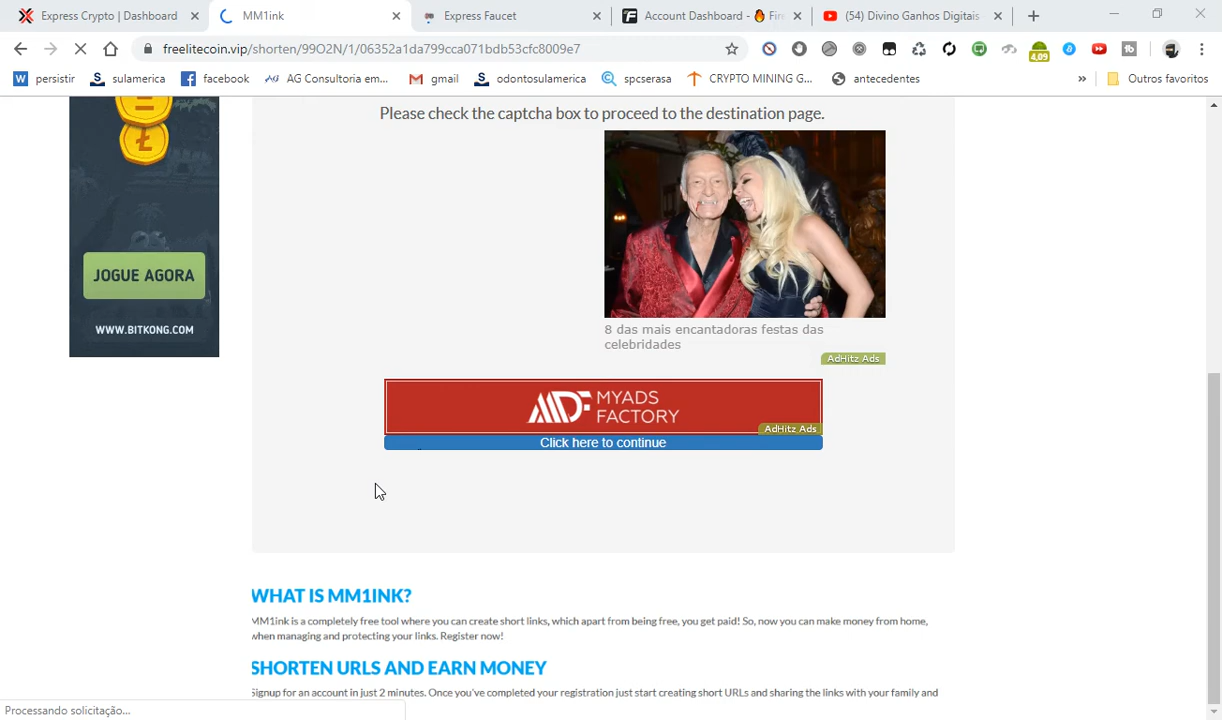 Express Crypto | Dashboard
MM1ink
Express Faucet
Account Dashboard - 🔥 Fire
(54) Divino Ganhos Digitais
freelitecoin.vip/shorten/99O2N/1/06352a1da799cca071bdb53cfc8009e7
4,09
persistir
sulamerica
facebook
AG Consultoria em...
gmail
odontosulamerica
spcserasa
CRYPTO MINING G...
antecedentes
»
Outros favoritos
Please check the captcha box to proceed to the destination page.
JOGUE AGORA
WWW.BITKONG.COM
8 das mais encantadoras festas das
celebridades
AdHitz Ads
MYADS
FACTORY
AdHitz Ads
Click here to continue
WHAT IS MM1INK?
MM1ink is a completely free tool where you can create short links, which apart from being free, you get paid! So, now you can make money from home,
when managing and protecting your links. Register now!
SHORTEN URLS AND EARN MONEY
Signup for an account in just 2 minutes. Once you've completed your registration just start creating short URLs and sharing the links with your family and
Processando solicitação...